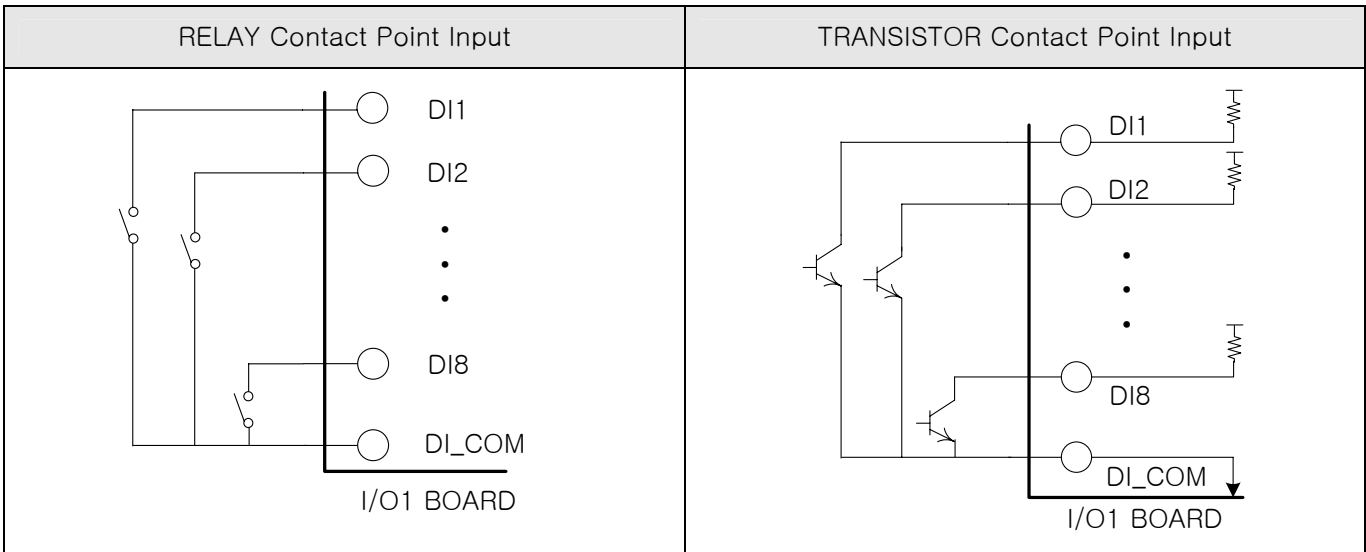 RELAY Contact Point Input
TRANSISTOR Contact Point Input
DI1
DI2
DI8
DI_COM
I/O1 BOARD
DI1
DI2
DI8
DI_COM
I/O1 BOARD